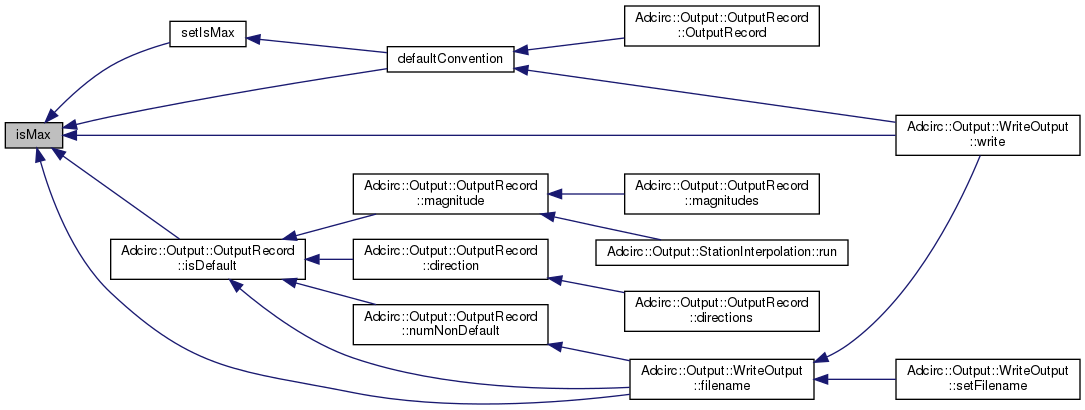 isMax
setIsMax
defaultConvention
Adcirc::Output::OutputRecord
::OutputRecord
Adcirc::Output::WriteOutput
::write
Adcirc::Output::OutputRecord
::isDefault
Adcirc::Output::OutputRecord
::magnitude
Adcirc::Output::OutputRecord
::magnitudes
Adcirc::Output::StationInterpolation::run
Adcirc::Output::OutputRecord
::direction
Adcirc::Output::OutputRecord
::directions
Adcirc::Output::OutputRecord
::numNonDefault
Adcirc::Output::WriteOutput
::filename
Adcirc::Output::WriteOutput
::setFilename